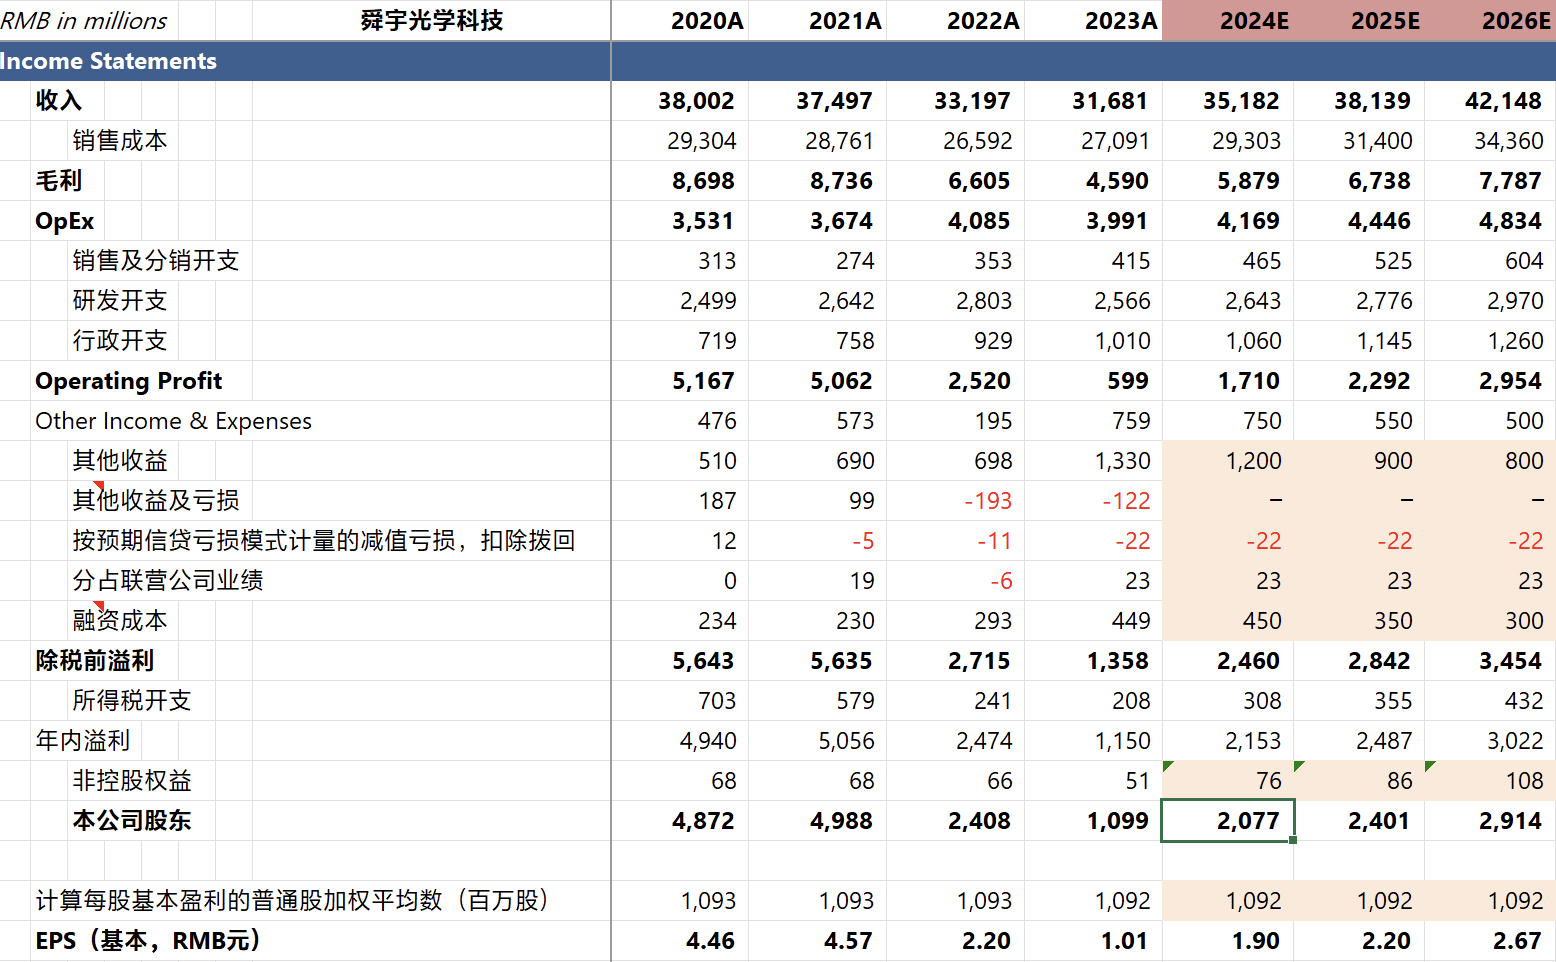 RMB in millions 舜宇光学科技 2020A 2021A 2022A 2023A 2024E 2025E 2026E
Income Statements
收入 38,002 37,497 33,197 31,681 35,182 38,139 42,148
销售成本 29,304 28,761 26,592 27,091 29,303 31,400 34,360
毛利 8,698 8,736 6,605 4,590 5,879 6,738 7,787
OpEx 3,531 3,674 4,085 3,991 4,169 4,446 4,834
销售及分销开支 313 274 353 415 465 525 604
研发开支 2,499 2,642 2,803 2,566 2,643 2,776 2,970
行政开支 719 758 929 1,010 1,060 1,145 1,260
Operating Profit 5,167 5,062 2,520 599 1,710 2,292 2,954
Other Income & Expenses 476 573 195 759 750 550 500
其他收益 510 690 698 1,330 1,200 900 800
其他收益及亏损 187 99 -193 -122 – – –
按预期信贷亏损模式计量的减值亏损，扣除拨回 12 -5 -11 -22 -22 -22 -22
分占联营公司业绩 0 19 -6 23 23 23 23
融资成本 234 230 293 449 450 350 300
除税前溢利 5,643 5,635 2,715 1,358 2,460 2,842 3,454
所得税开支 703 579 241 208 308 355 432
年内溢利 4,940 5,056 2,474 1,150 2,153 2,487 3,022
非控股权益 68 68 66 51 76 86 108
本公司股东 4,872 4,988 2,408 1,099 2,077 2,401 2,914
计算每股基本盈利的普通股加权平均数（百万股） 1,093 1,093 1,093 1,092 1,092 1,092 1,092
EPS（基本，RMB元） 4.46 4.57 2.20 1.01 1.90 2.20 2.67